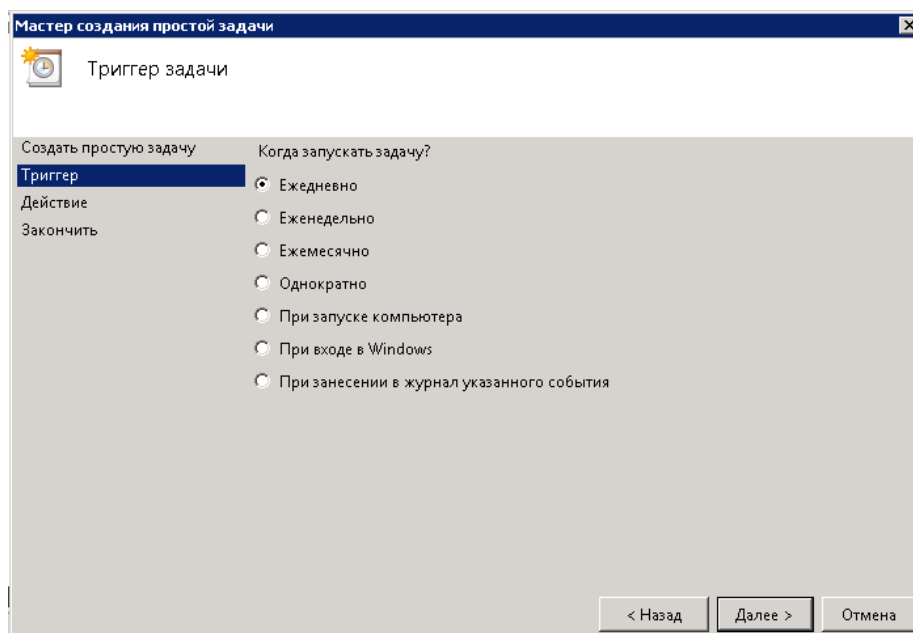 Мастер создания простой задачи
Триггер задачи
Создать простую задачу
Триггер
Действие
Закончить
Когда запускать задачу?
Ежедневно
Еженедельно
Ежемесячно
Однократно
При запуске компьютера
При входе в Windows
При занесении в журнал указанного события
< Назад
Далее >
Отмена